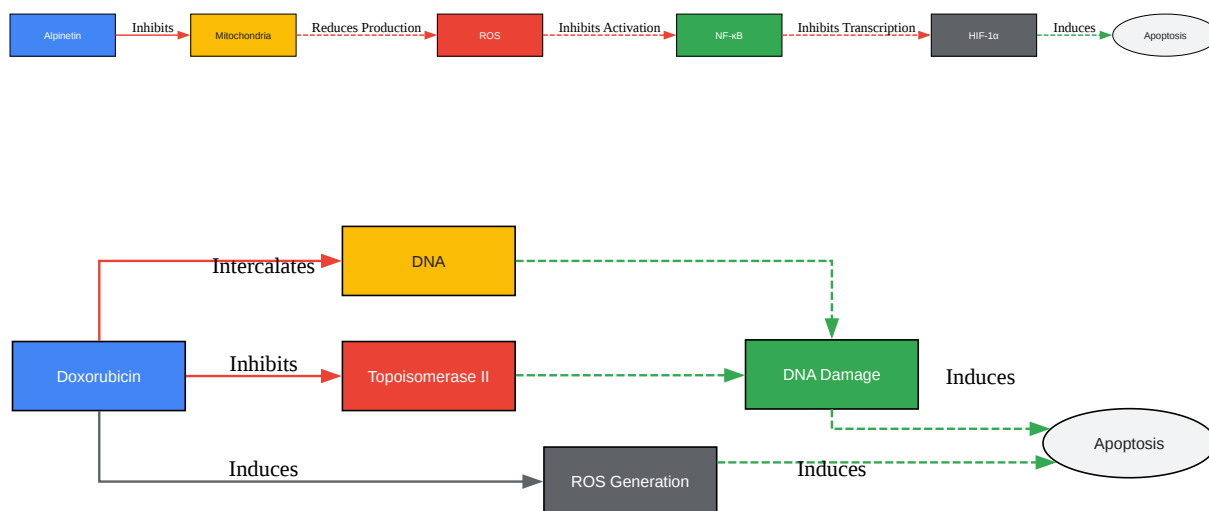 Alpinetin
Inhibits
Mitochondria
Reduces Production
ROS
Inhibits Activation
NF-κB
Inhibits Transcription
HIF-1α
Induces
Apoptosis
Intercalates
DNA
Doxorubicin
Inhibits
Topoisomerase II
DNA Damage
Induces
Apoptosis
Induces
ROS Generation
Induces